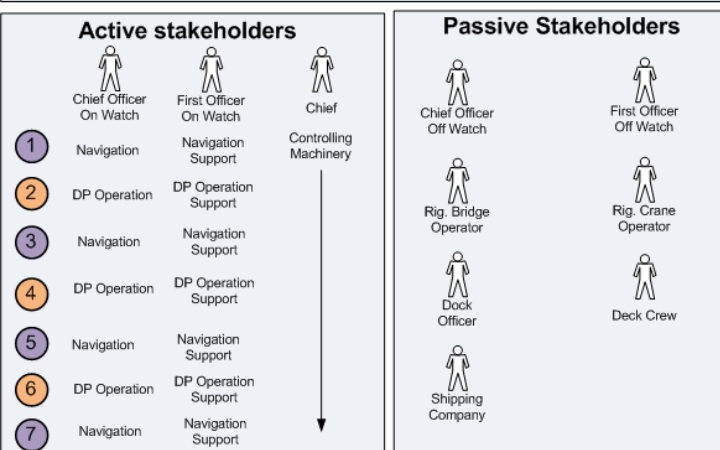 Active stakeholders
Chief Officer
On Watch
First Officer
On Watch
Chief
1
Navigation
Navigation
Support
Controlling
Machinery
2
DP Operation
DP Operation
Support
3
Navigation
Navigation
Support
4
DP Operation
DP Operation
Support
5
Navigation
Navigation
Support
6
DP Operation
DP Operation
Support
7
Navigation
Navigation
Support
Passive Stakeholders
Chief Officer
Off Watch
First Officer
Off Watch
Rig. Bridge
Operator
Rig. Crane
Operator
Dock
Officer
Deck Crew
Shipping
Company